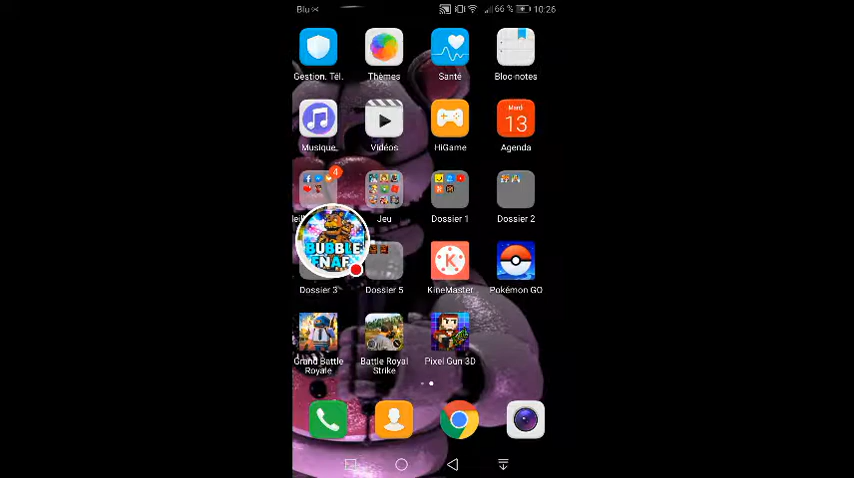 Blu
66 %
10:26
Gestion. Tél.
Thèmes
Santé
Bloc-notes
Musique
Vidéos
HiGame
Mardi
13
Agenda
4
Jeu
Dossier 1
Dossier 2
BUBBLE
FNAF
Dossier 3
Dossier 5
KineMaster
Pokémon GO
Grand Battle
Royale
Battle Royal
Strike
Pixel Gun 3D